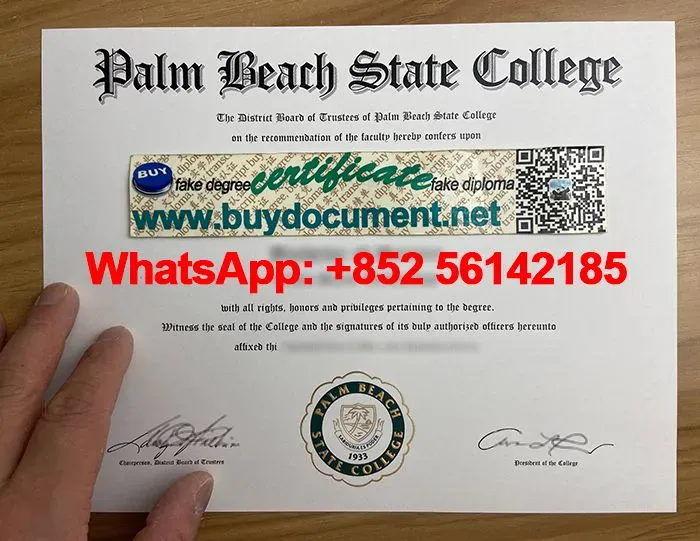 Palm Beach State College
The District Board of Trustees of Palm Beach State College
on the recommendation of the faculty hereby confers upon
BUY fake degree certificate fake diploma
www.buydocument.net
WhatsApp: +852 56142185
with all rights, honors and privileges pertaining to the degree.
Witness the seal of the College and the signatures of its duly authorized officers hereunto
affixed thi
PALM BEACH
STATE COLLEGE
SABIDURIA ES PODER
1933
Chairperson, District Board of Trustees
President of the College